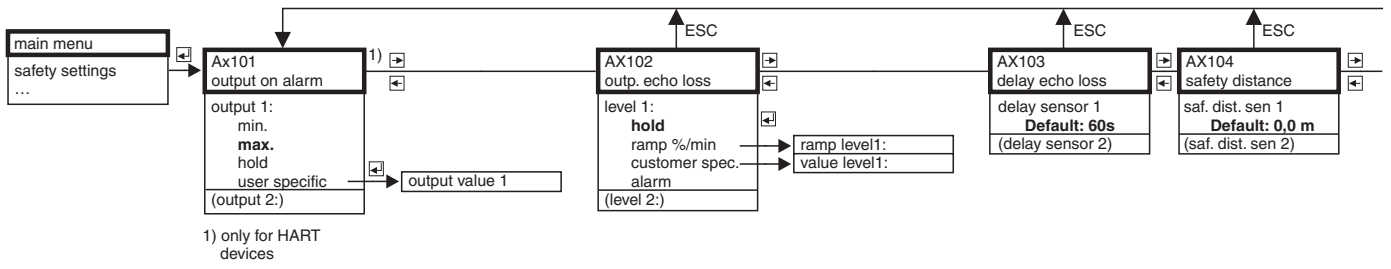 ESC
ESC
ESC
main menu
safety settings
…
Ax101
output on alarm
1)
output 1:
min.
max.
hold
user specific
(output 2:)
output value 1
1) only for HART
devices
AX102
outp. echo loss
level 1:
hold
ramp %/min
customer spec.
alarm
(level 2:)
ramp level1:
value level1:
AX103
delay echo loss
delay sensor 1
Default: 60s
(delay sensor 2)
AX104
safety distance
saf. dist. sen 1
Default: 0,0 m
(saf. dist. sen 2)